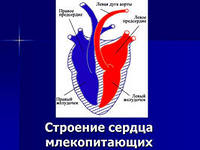 Правое
предсердие
Левая дуга аорты
Левое
предсердие
Правый
желудочек
Левый
желудочек
Строение сердца
млекопитающих